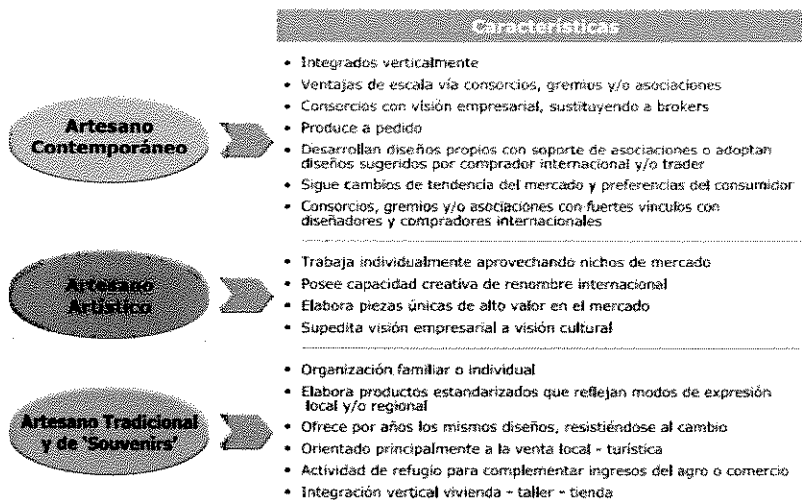 Características
Artesano
Contemporáneo
• Integrados verticalmente
• Ventajas de escala vía consorcios, gremios y/o asociaciones
• Consorcios con visión empresarial, sustituyendo a brokers
• Produce a pedido
• Desarrollan diseños propios con soporte de asociaciones o adoptan
diseños sugeridos por comprador internacional y/o trader
• Sigue cambios de tendencia del mercado y preferencias del consumidor
• Consorcios, gremios y/o asociaciones con fuertes vínculos con
diseñadores y compradores internacionales
Artesano
Artístico
• Trabaja individualmente aprovechando nichos de mercado
• Posee capacidad creativa de renombre internacional
• Elabora piezas únicas de alto valor en el mercado
• Supedita visión empresarial a visión cultural
Artesano Tradicional
y de 'Souvenirs'
• Organización familiar o individual
• Elabora productos estandarizados que reflejan modos de expresión
local y/o regional
• Ofrece por años los mismos diseños, resistiéndose al cambio
• Orientado principalmente a la venta local - turística
• Actividad de refugio para complementar ingresos del agro o comercio
• Integración vertical vivienda - taller - tienda